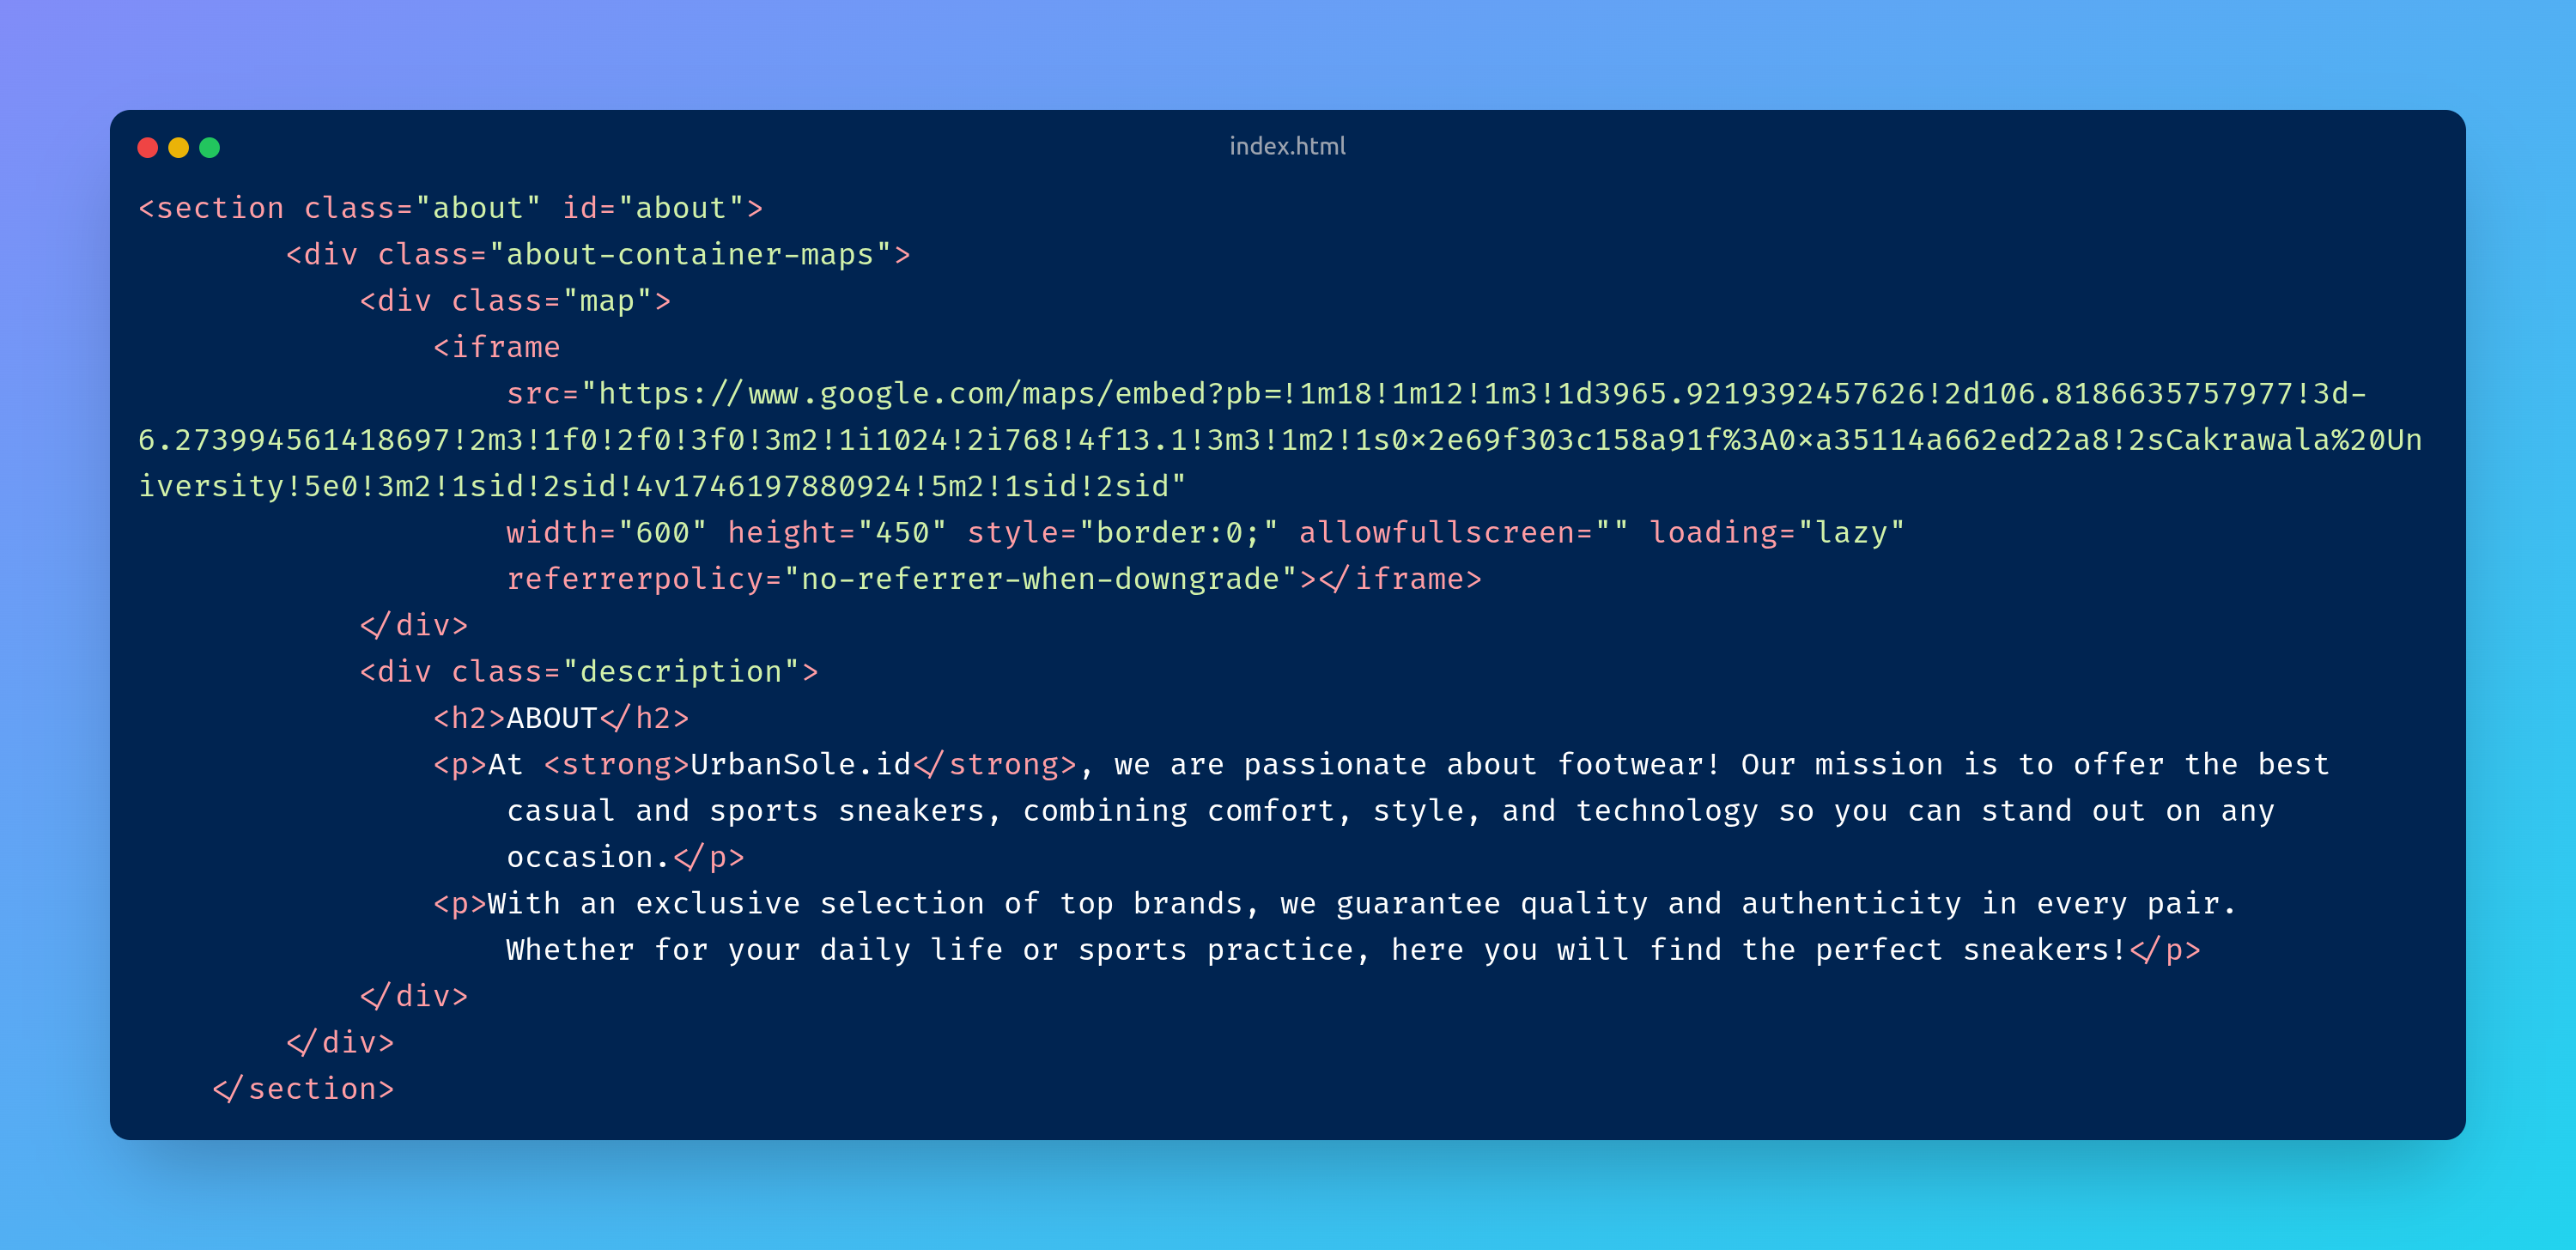 index.html
<section class="about" id="about">
        <div class="about-container-maps">
            <div class="map">
                <iframe
                    src="https://www.google.com/maps/embed?pb=!1m18!1m12!1m3!1d3965.9219392457626!2d106.8186635757977!3d-
6.273994561418697!2m3!1f0!2f0!3f0!3m2!1i1024!2i768!4f13.1!3m3!1m2!1s0x2e69f303c158a91f%3A0xa35114a662ed22a8!2sCakrawala%20Un
iversity!5e0!3m2!1sid!2sid!4v1746197880924!5m2!1sid!2sid"
                    width="600" height="450" style="border:0;" allowfullscreen="" loading="lazy"
                    referrerpolicy="no-referrer-when-downgrade"></iframe>
            </div>
            <div class="description">
                <h2>ABOUT</h2>
                <p>At <strong>UrbanSole.id</strong>, we are passionate about footwear! Our mission is to offer the best
                    casual and sports sneakers, combining comfort, style, and technology so you can stand out on any
                    occasion.</p>
                <p>With an exclusive selection of top brands, we guarantee quality and authenticity in every pair.
                    Whether for your daily life or sports practice, here you will find the perfect sneakers!</p>
            </div>
        </div>
    </section>